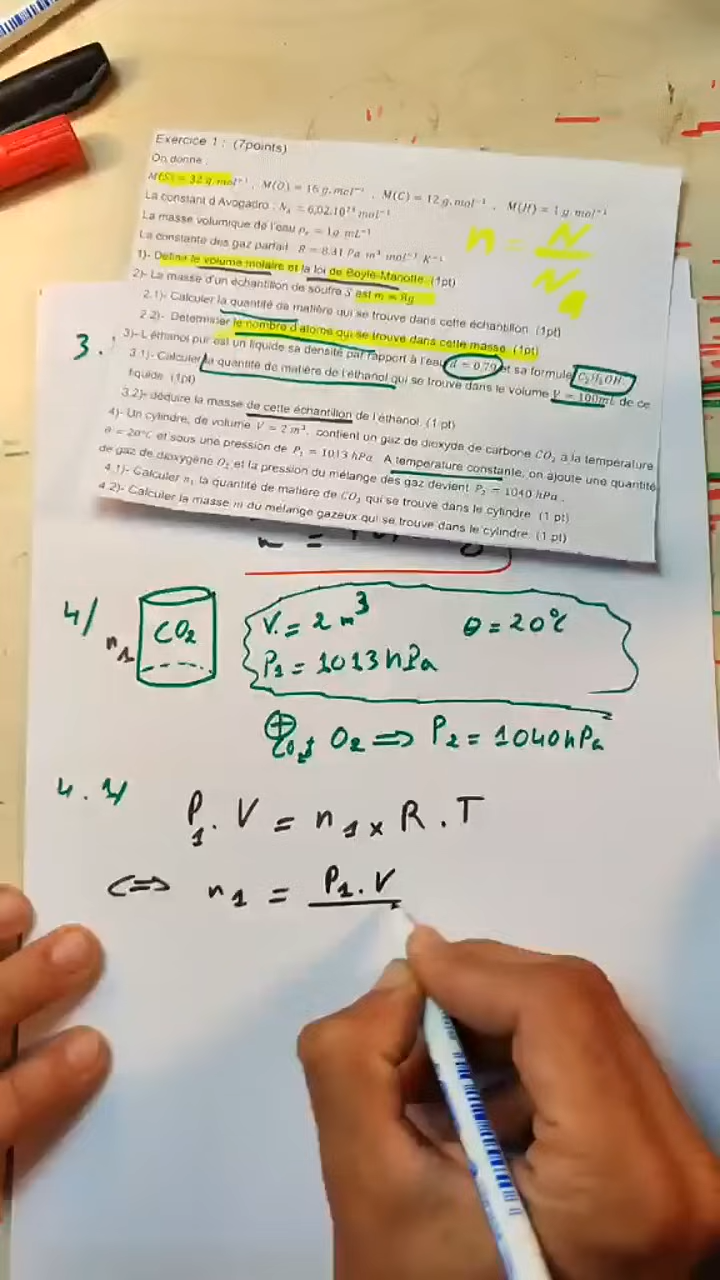 Exercice 1 : (7points)
On donne :
M(S) = 32 g.mol⁻¹ , M(O) = 16 g.mol⁻¹ , M(C) = 12 g.mol⁻¹ , M(H) = 1 g.mol⁻¹
La constant d'Avogadro : N_A = 6,02.10²³ mol⁻¹
La masse volumique de l'eau ρₑ = 1g mL⁻¹
La constante des gaz parfait R = 8.31 Pa m³ mol⁻¹ K⁻¹
n = N / N_A
1)- Définir le volume molaire et la loi de Boyle-Mariotte. (1pt)
2)- La masse d'un échantillon de soufre S est m = 8g
2.1)- Calculer la quantité de matière qui se trouve dans cette échantillon. (1pt)
2.2)- Déterminer le nombre d'atome qui se trouve dans cette masse. (1pt)
3.
3)- L'éthanol pur est un liquide sa densité par rapport à l'eau d = 0,79 et sa formule C₂H₅OH.
3.1)- Calculer la quantité de matière de l'éthanol qui se trouve dans le volume V = 100mL de ce
liquide. (1pt)
3.2)- déduire la masse de cette échantillon de l'éthanol. (1 pt)
4)- Un cylindre, de volume V = 2 m³, contient un gaz de dioxyde de carbone CO₂ à la température
θ = 20°C et sous une pression de P₁ = 1013 hPa. A température constante, on ajoute une quantité
de gaz de dioxygène O₂ et la pression du mélange des gaz devient P₂ = 1040 hPa .
4.1)- Calculer n₁ la quantité de matière de CO₂ qui se trouve dans le cylindre. (1 pt)
4.2)- Calculer la masse m du mélange gazeux qui se trouve dans le cylindre. (1 pt)
4/ n₁ CO₂ V = 2 m³ θ = 20°C
P₁ = 1013 hPa
O₂ ⟹ P₂ = 1040 hPa
4.1/ P₁ . V = n₁ × R . T
⟺ n₁ = P₁ . V